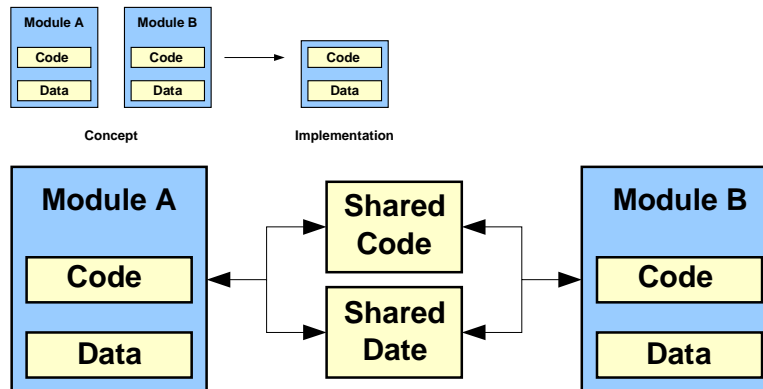 Module A
Module B
Code
Code
Code
Data
Data
Data
Concept
Implementation
Module A
Shared
Code
Module B
Code
Code
Shared
Date
Data
Data